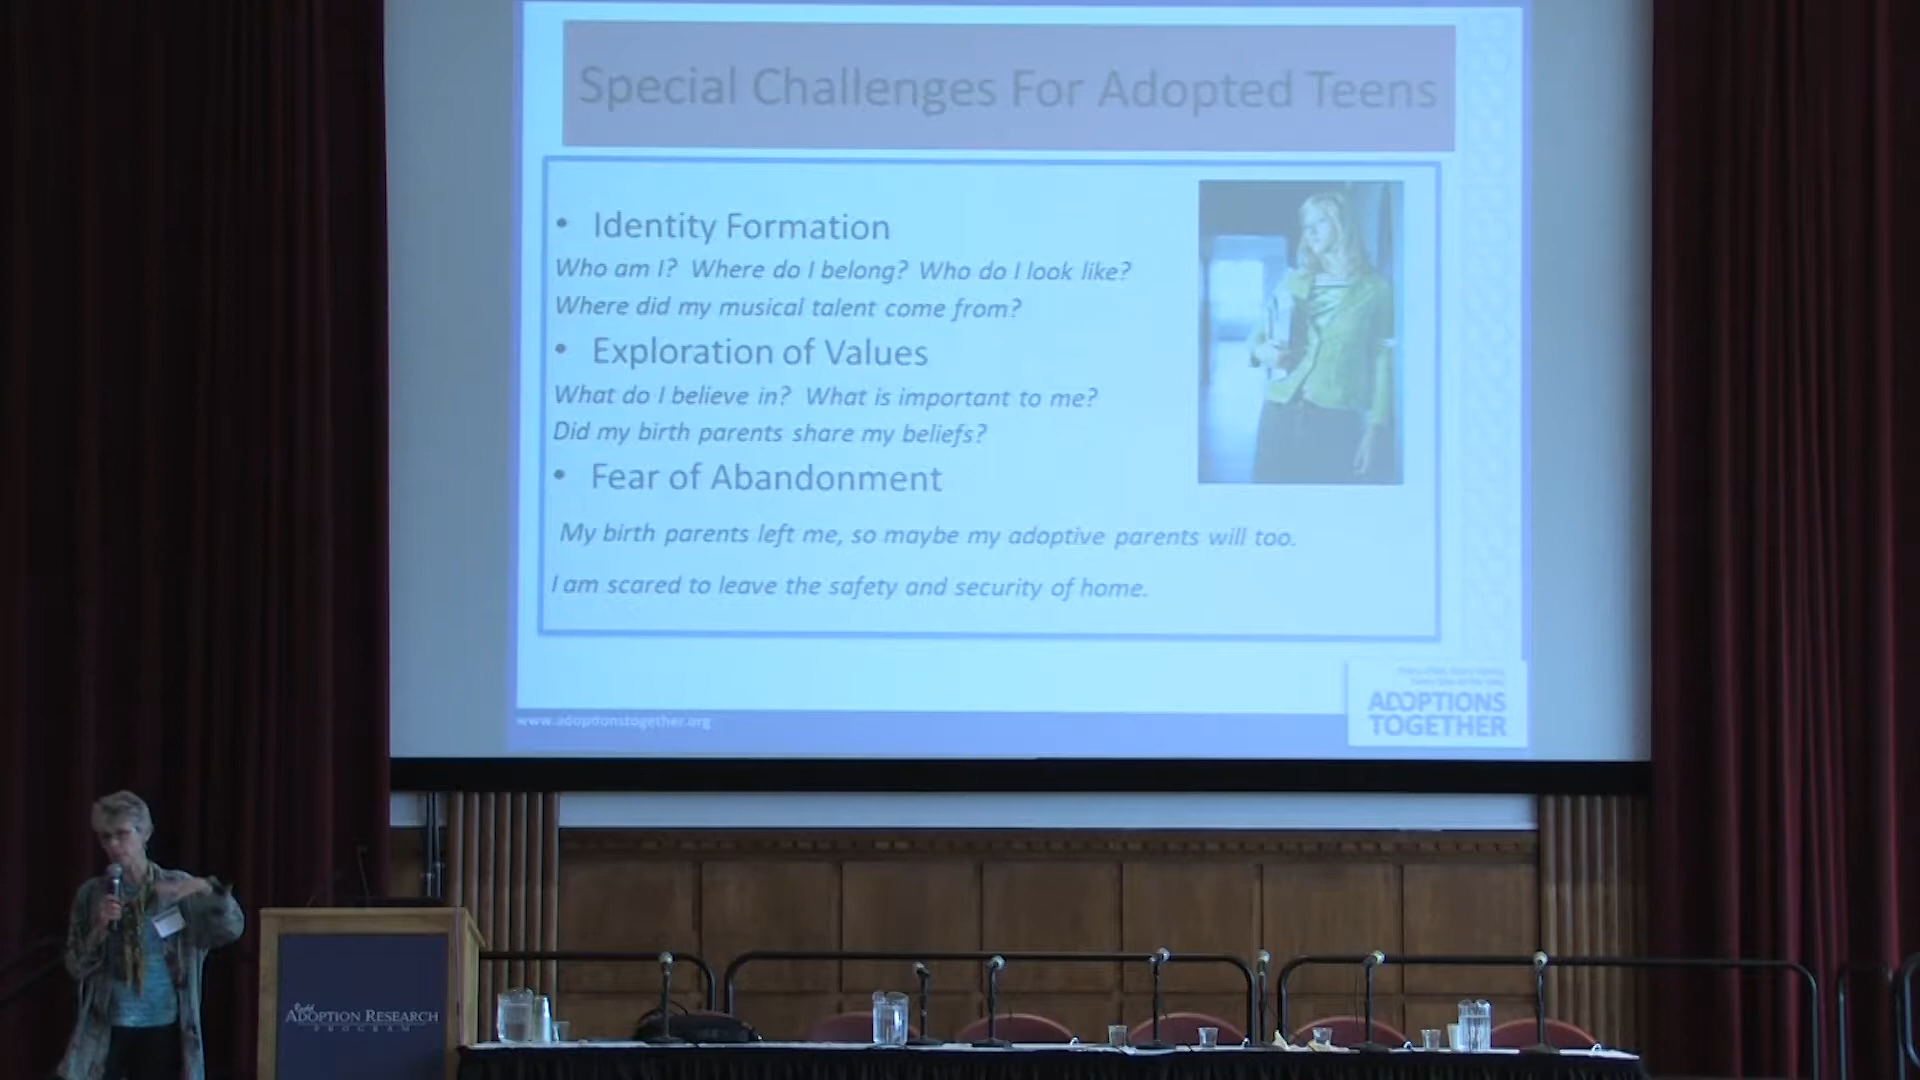 Special Challenges For Adopted Teens
• Identity Formation
Who am I? Where do I belong? Who do I look like?
Where did my musical talent come from?
• Exploration of Values
What do I believe in? What is important to me?
Did my birth parents share my beliefs?
• Fear of Abandonment
My birth parents left me, so maybe my adoptive parents will too.
I am scared to leave the safety and security of home.
ADOPTIONS
TOGETHER
www.adoptionstogether.org
Rudd
ADOPTION RESEARCH
PROGRAM